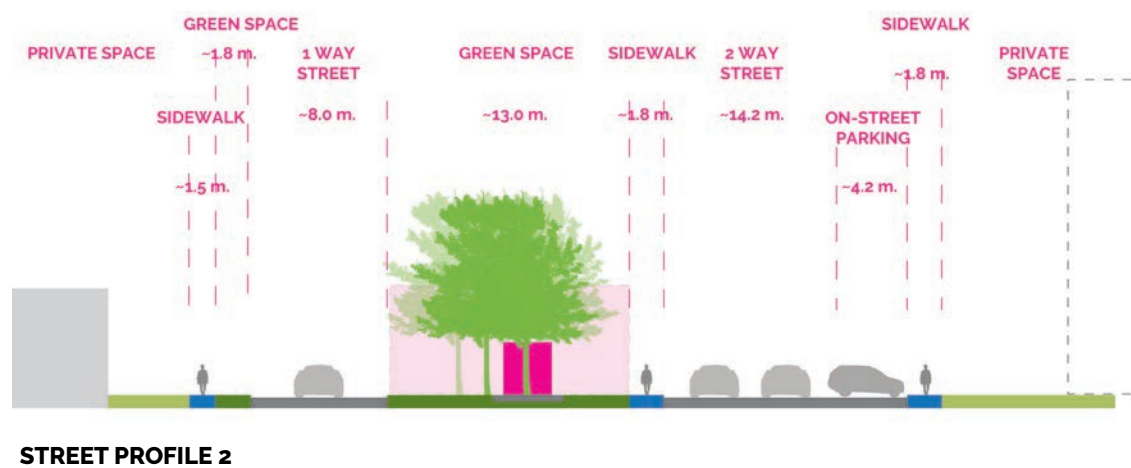 GREEN SPACE
SIDEWALK
PRIVATE SPACE
~1.8 m.
1 WAY
STREET
GREEN SPACE
SIDEWALK
2 WAY
STREET
PRIVATE
SPACE
~1.8 m.
SIDEWALK
~8.0 m.
~13.0 m.
~1.8 m.
~14.2 m.
ON-STREET
PARKING
~1.5 m.
~4.2 m.
STREET PROFILE 2